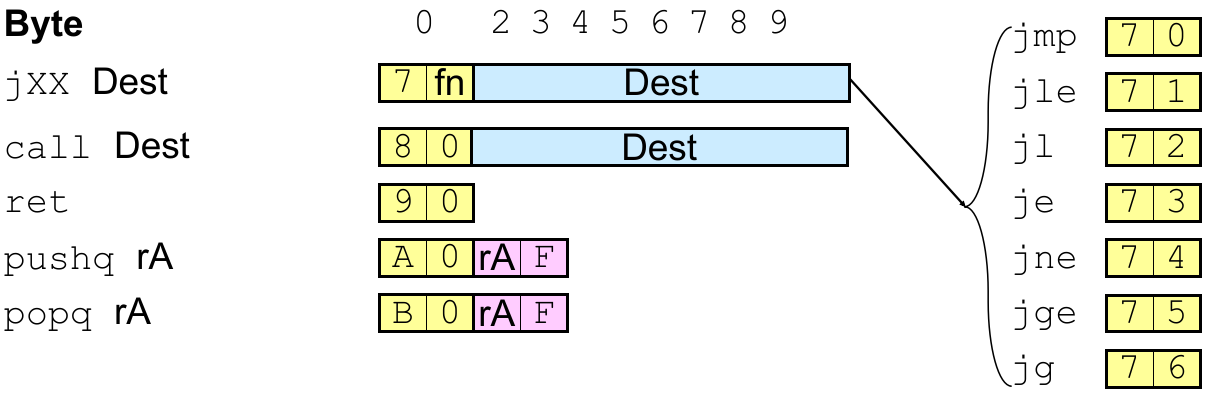 Byte 0 2 3 4 5 6 7 8 9
jXX Dest 7 fn Dest
call Dest 8 0 Dest
ret 9 0
pushq rA A 0 rA F
popq rA B 0 rA F
jmp 7 0
jle 7 1
jl 7 2
je 7 3
jne 7 4
jge 7 5
jg 7 6